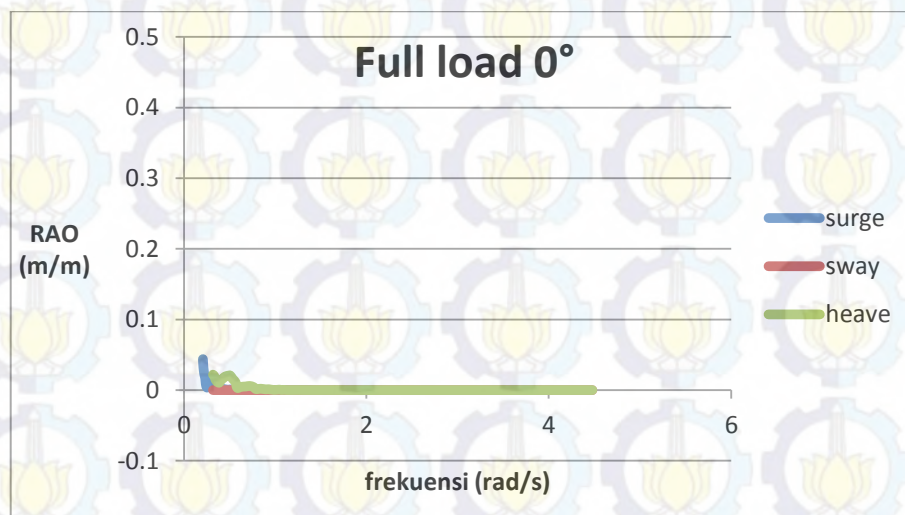 Full load 0°
0.5
0.4
0.3
0.2
0.1
0
-0.1
RAO
(m/m)
0
2
4
6
frekuensi (rad/s)
surge
sway
heave